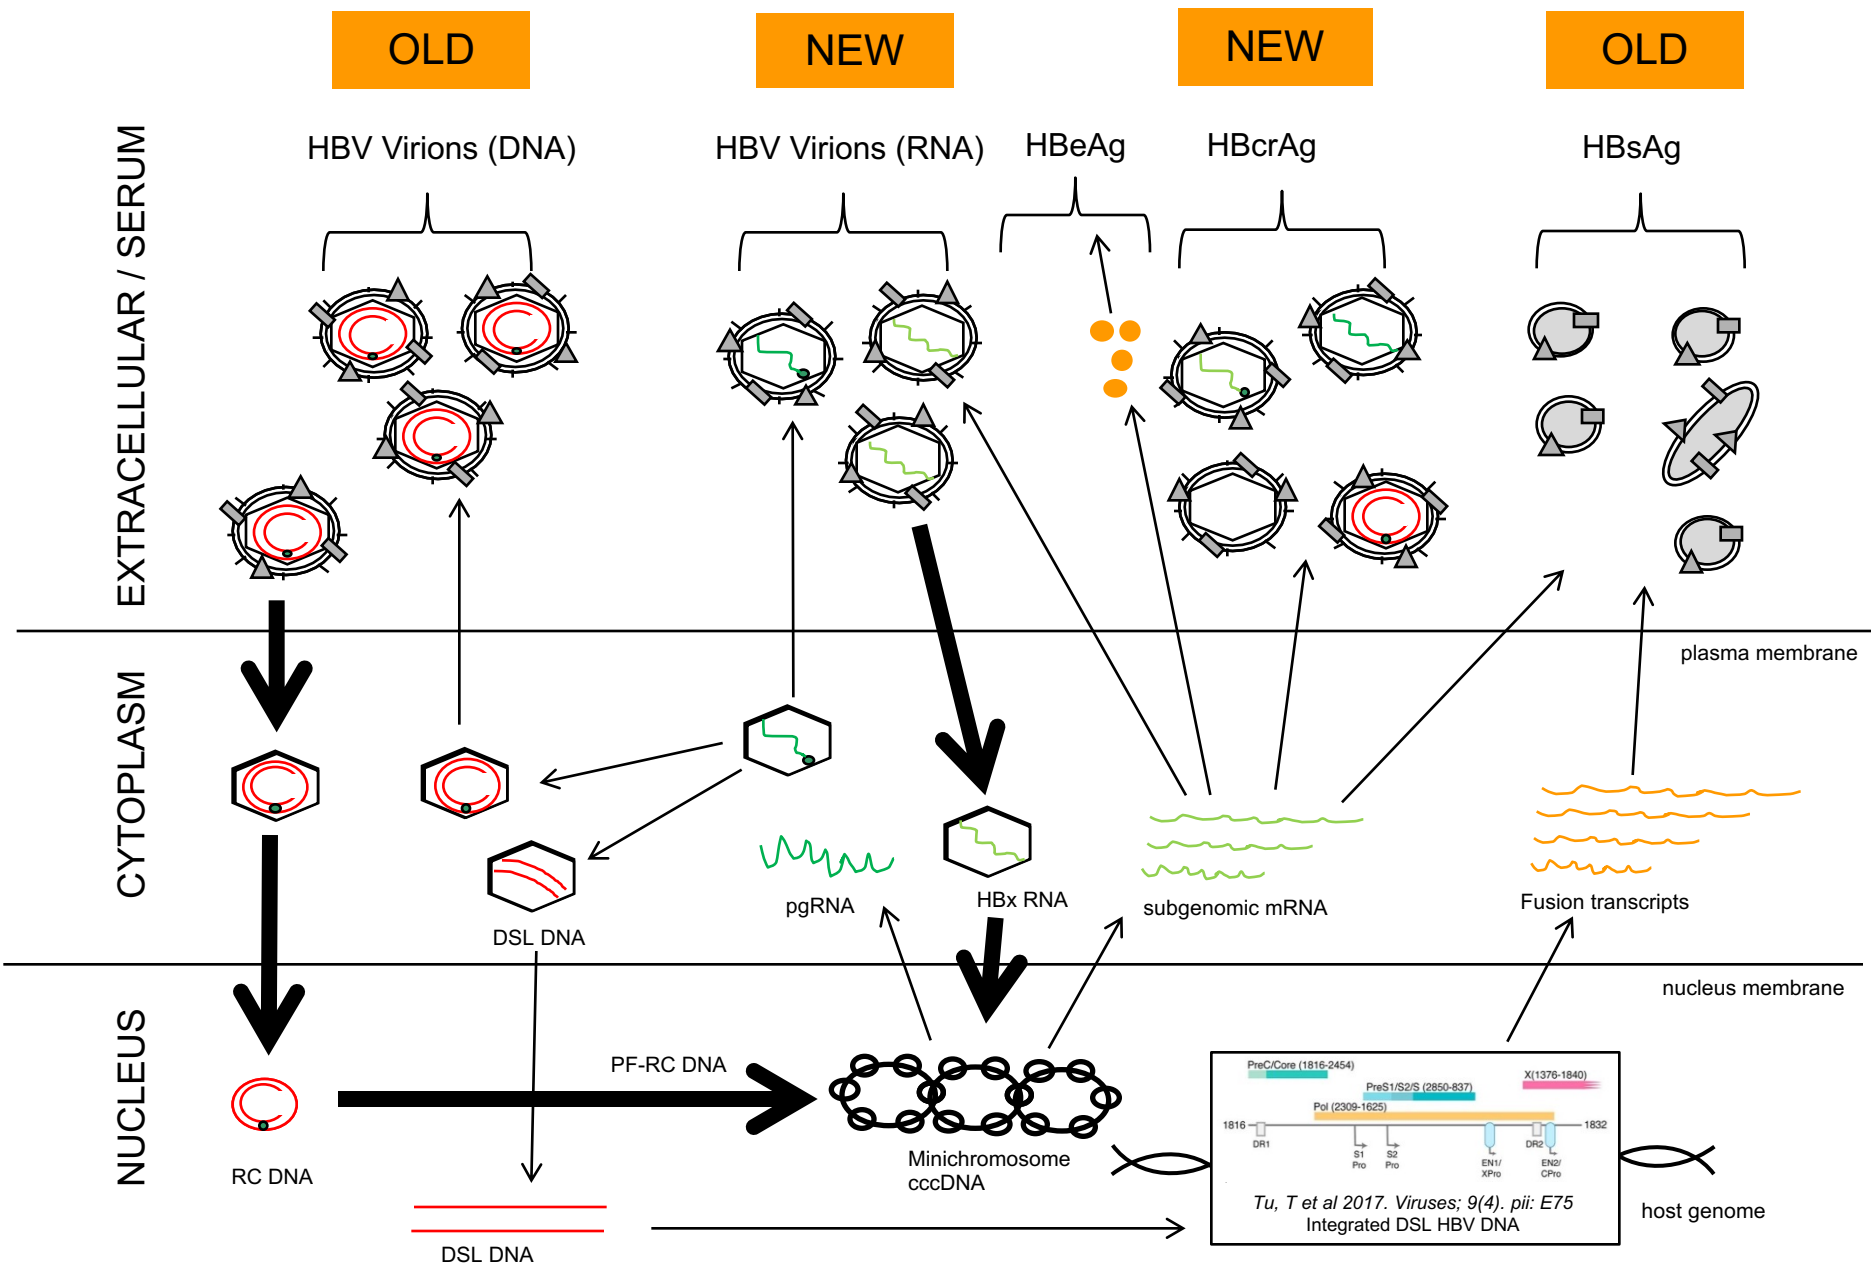 OLD
NEW
NEW
OLD
HBV Virions (DNA)
HBV Virions (RNA)
HBeAg
HBcrAg
HBsAg
EXTRACELLULAR / SERUM
plasma membrane
CYTOPLASM
DSL DNA
pgRNA
HBx RNA
subgenomic mRNA
Fusion transcripts
nucleus membrane
NUCLEUS
RC DNA
PF-RC DNA
Minichromosome
cccDNA
DSL DNA
PreC/Core (1816-2454)
X(1376-1840)
PreS1/S2/S (2850-837)
Pol (2309-1625)
1816
1832
DR1
S1
Pro
S2
Pro
EN1/
XPro
DR2
EN2/
CPro
Tu, T et al 2017. Viruses; 9(4). pii: E75
Integrated DSL HBV DNA
host genome